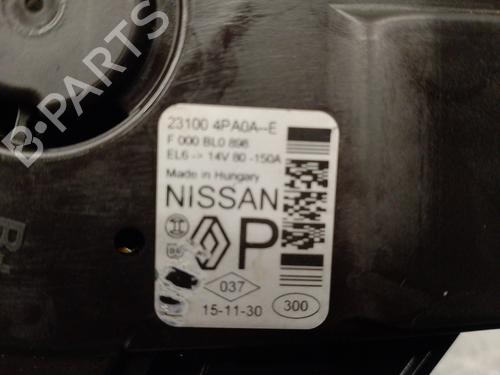 B-PARTS
23100 4PA0A--E
F 000 BL0 898
EL6 -> 14V 80 -150A
Made in Hungary
NISSAN
P
037
15-11-30
300